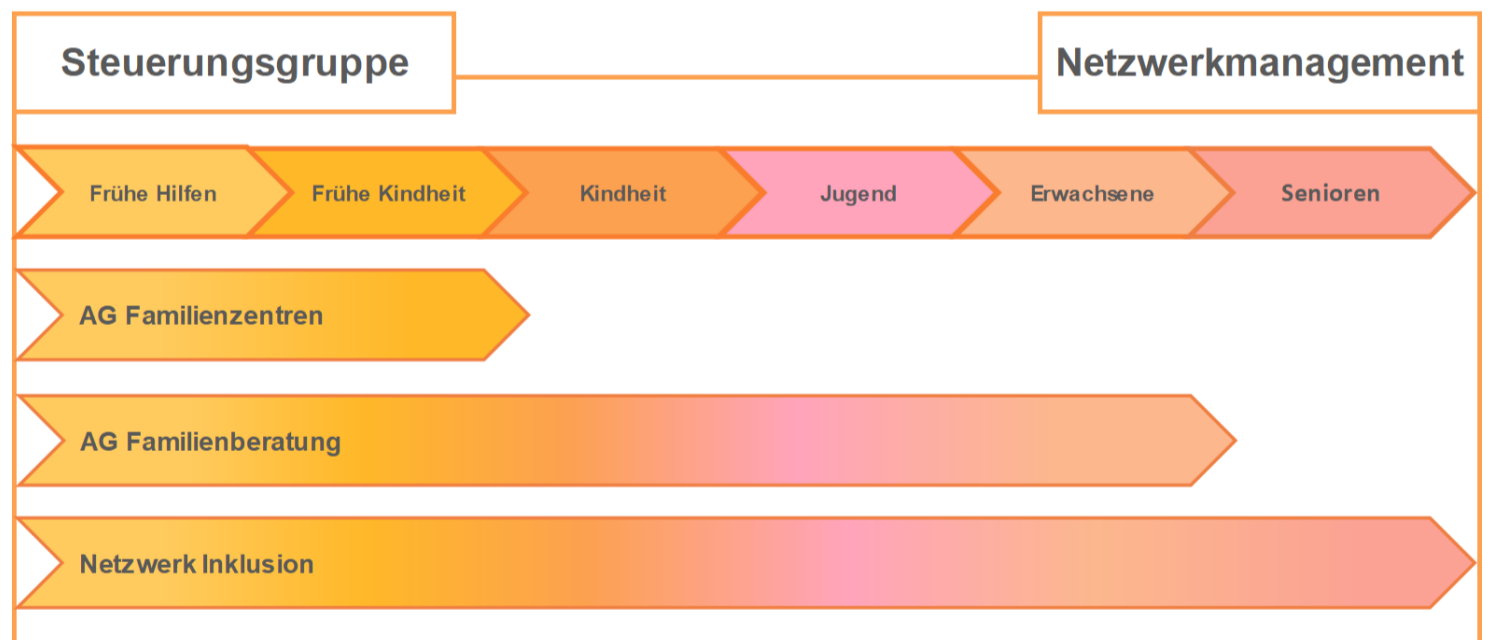 Steuerungsgruppe
Netzwerkmanagement
Frühe Hilfen
Frühe Kindheit
Kindheit
Jugend
Erwachsene
Senioren
AG Familienzentren
AG Familienberatung
Netzwerk Inklusion